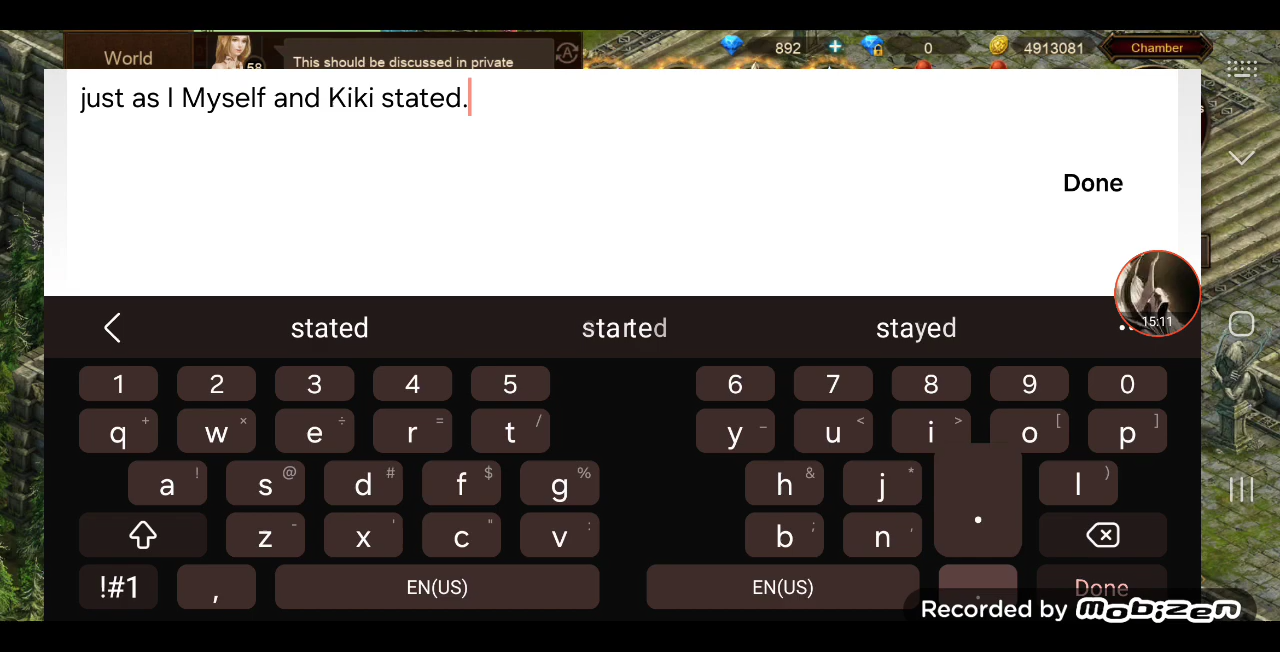 World
58
This should be discussed in private
892
0
4913081
Chamber
just as I Myself and Kiki stated.
Done
15:11
stated
started
stayed
1 2 3 4 5 6 7 8 9 0
q + w × e ÷ r = t / y _ u < i > o [ p ]
a ! s @ d # f $ g % h & j * . l )
z - x ' c " v : b ; n ,
!#1 , EN(US) EN(US) . Done
Recorded by Mobizen